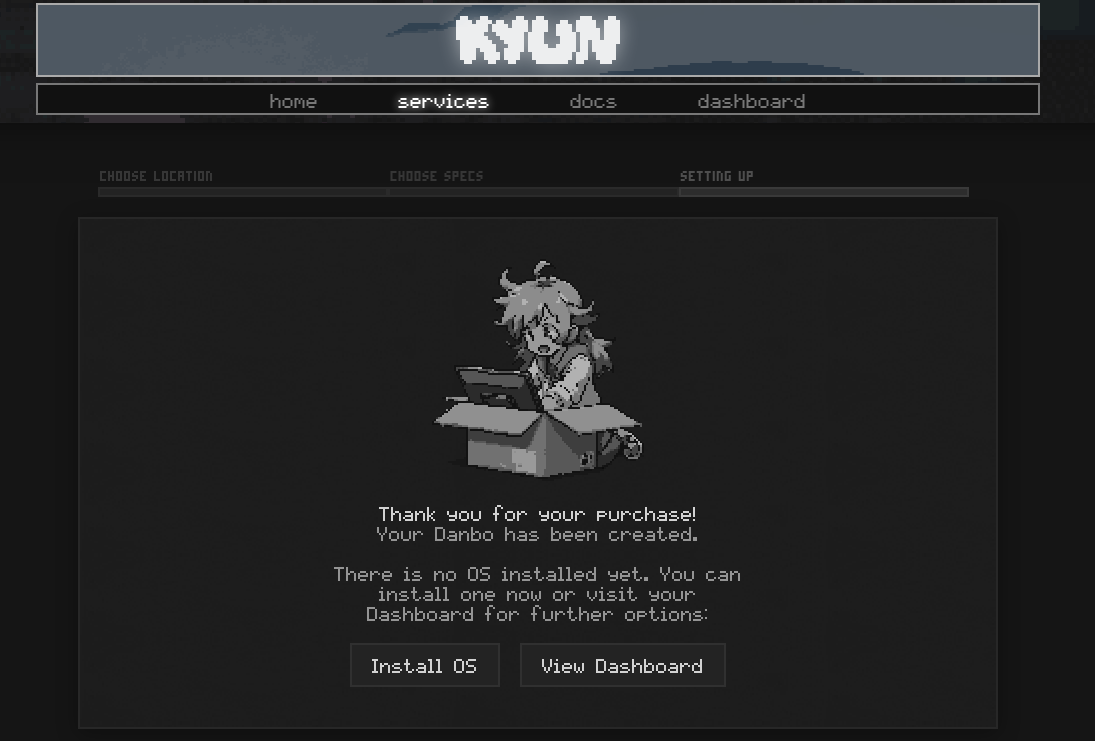 KYUN
home services docs dashboard
CHOOSE LOCATION CHOOSE SPECS SETTING UP
Thank you for your purchase!
Your Danbo has been created.
There is no OS installed yet. You can
install one now or visit your
Dashboard for further options:
Install OS View Dashboard